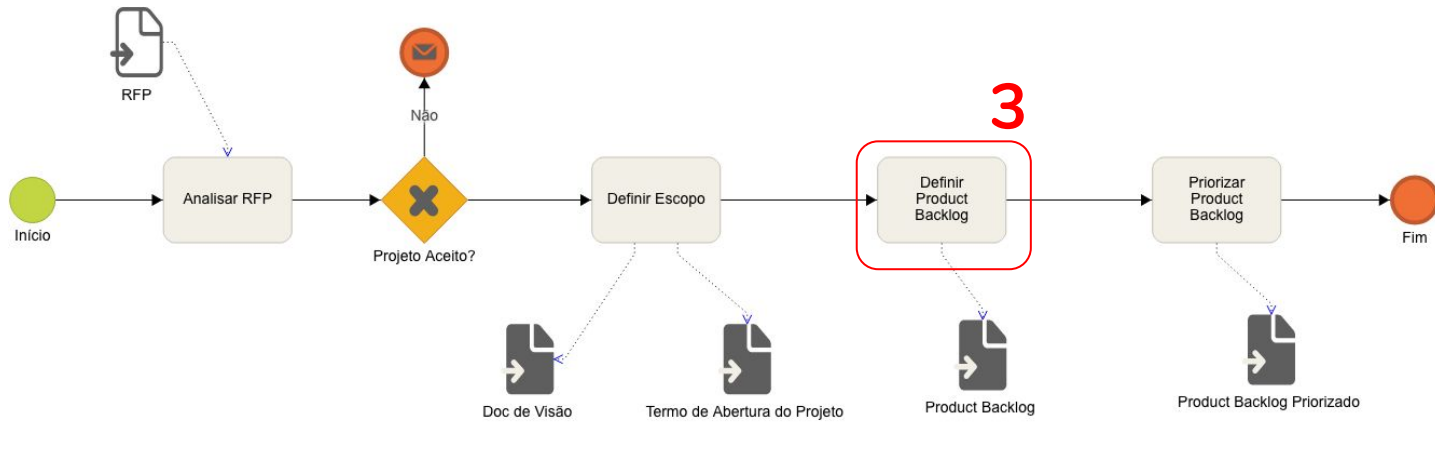 RFP
Não
3
Início
Analisar RFP
Projeto Aceito?
Definir Escopo
Definir
Product
Backlog
Priorizar
Product
Backlog
Fim
Doc de Visão
Termo de Abertura do Projeto
Product Backlog
Product Backlog Priorizado